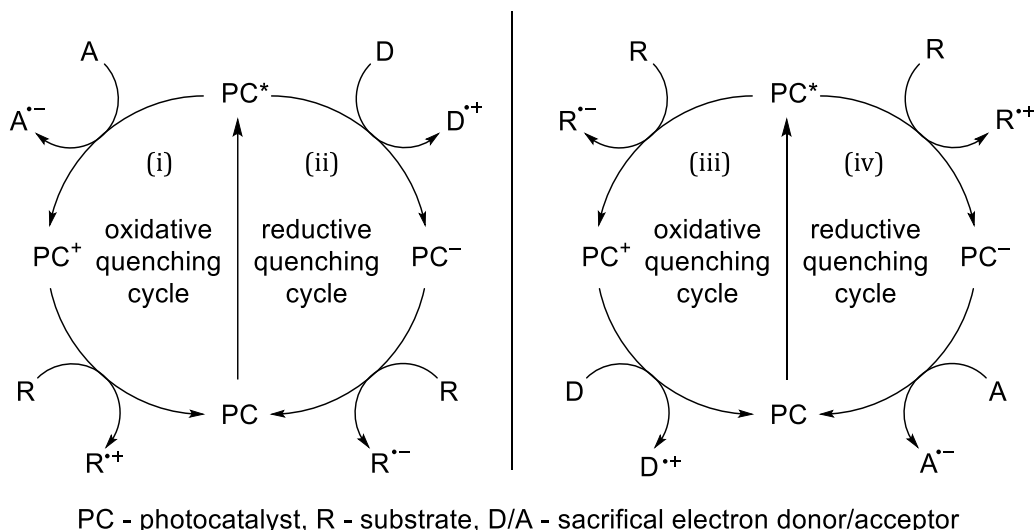 A
D
PC*
A•−
D•+
(i)
(ii)
oxidative
quenching
cycle
reductive
quenching
cycle
PC+
PC−
R
R
PC
R•+
R•−
R
R
PC*
R•−
R•+
(iii)
(iv)
oxidative
quenching
cycle
reductive
quenching
cycle
PC+
PC−
D
A
PC
D•+
A•−
PC - photocatalyst, R - substrate, D/A - sacrifical electron donor/acceptor